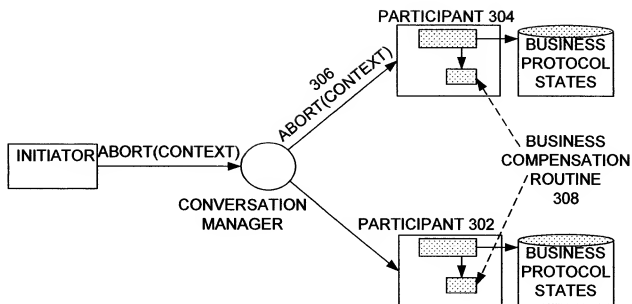 PARTICIPANT 304
BUSINESS
PROTOCOL
STATES
306
ABORT(CONTEXT)
INITIATOR
ABORT(CONTEXT)
CONVERSATION
MANAGER
BUSINESS
COMPENSATION
ROUTINE
308
PARTICIPANT 302
BUSINESS
PROTOCOL
STATES